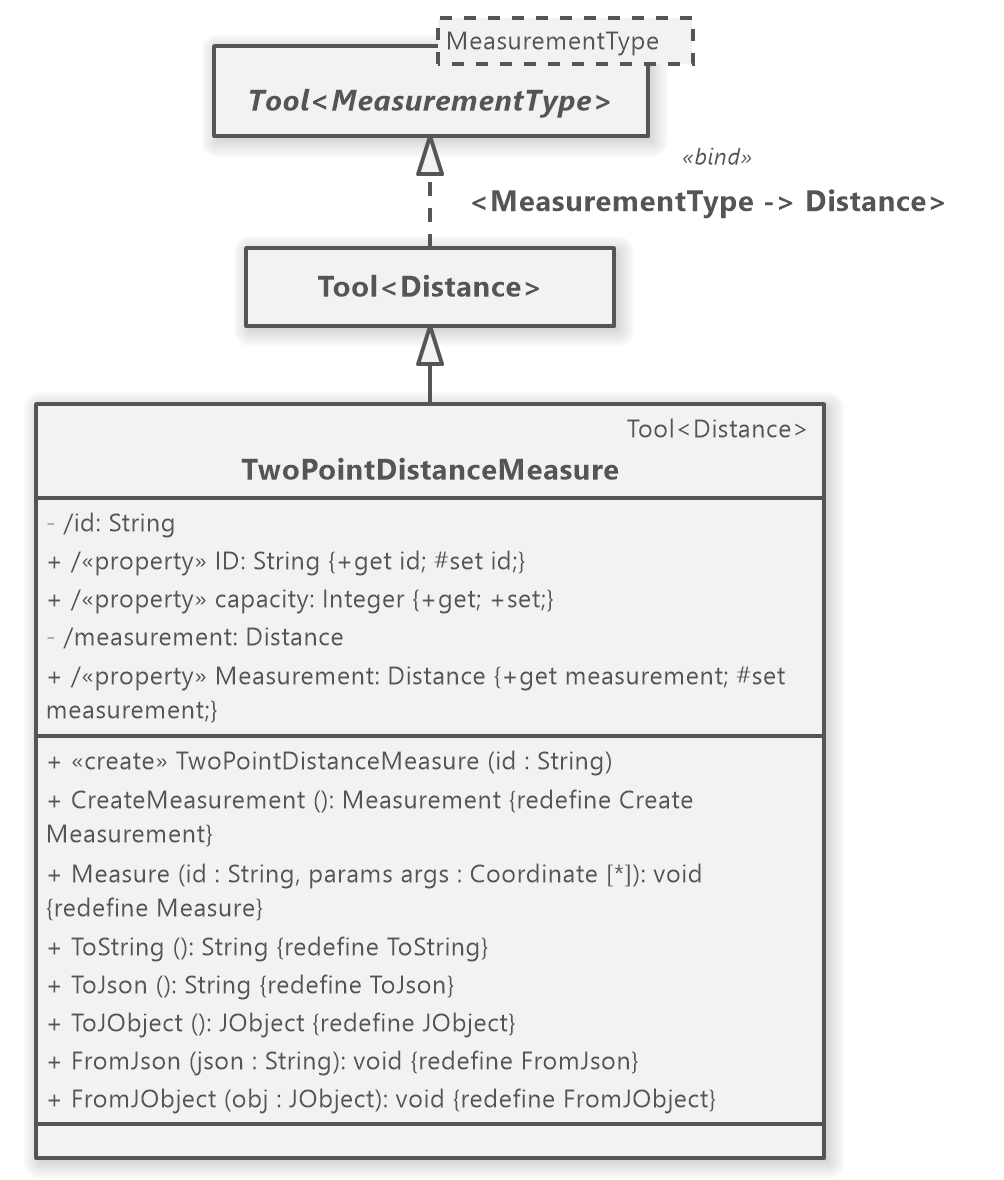 MeasurementType
Tool<MeasurementType>
«bind»
<MeasurementType -> Distance>
Tool<Distance>
Tool<Distance>
TwoPointDistanceMeasure
- /id: String
+ /«property» ID: String {+get id; #set id;}
+ /«property» capacity: Integer {+get; +set;}
- /measurement: Distance
+ /«property» Measurement: Distance {+get measurement; #set
measurement;}
+ «create» TwoPointDistanceMeasure (id : String)
+ CreateMeasurement (): Measurement {redefine Create
Measurement}
+ Measure (id : String, params args : Coordinate [*]): void
{redefine Measure}
+ ToString (): String {redefine ToString}
+ ToJson (): String {redefine ToJson}
+ ToJObject (): JObject {redefine JObject}
+ FromJson (json : String): void {redefine FromJson}
+ FromJObject (obj : JObject): void {redefine FromJObject}